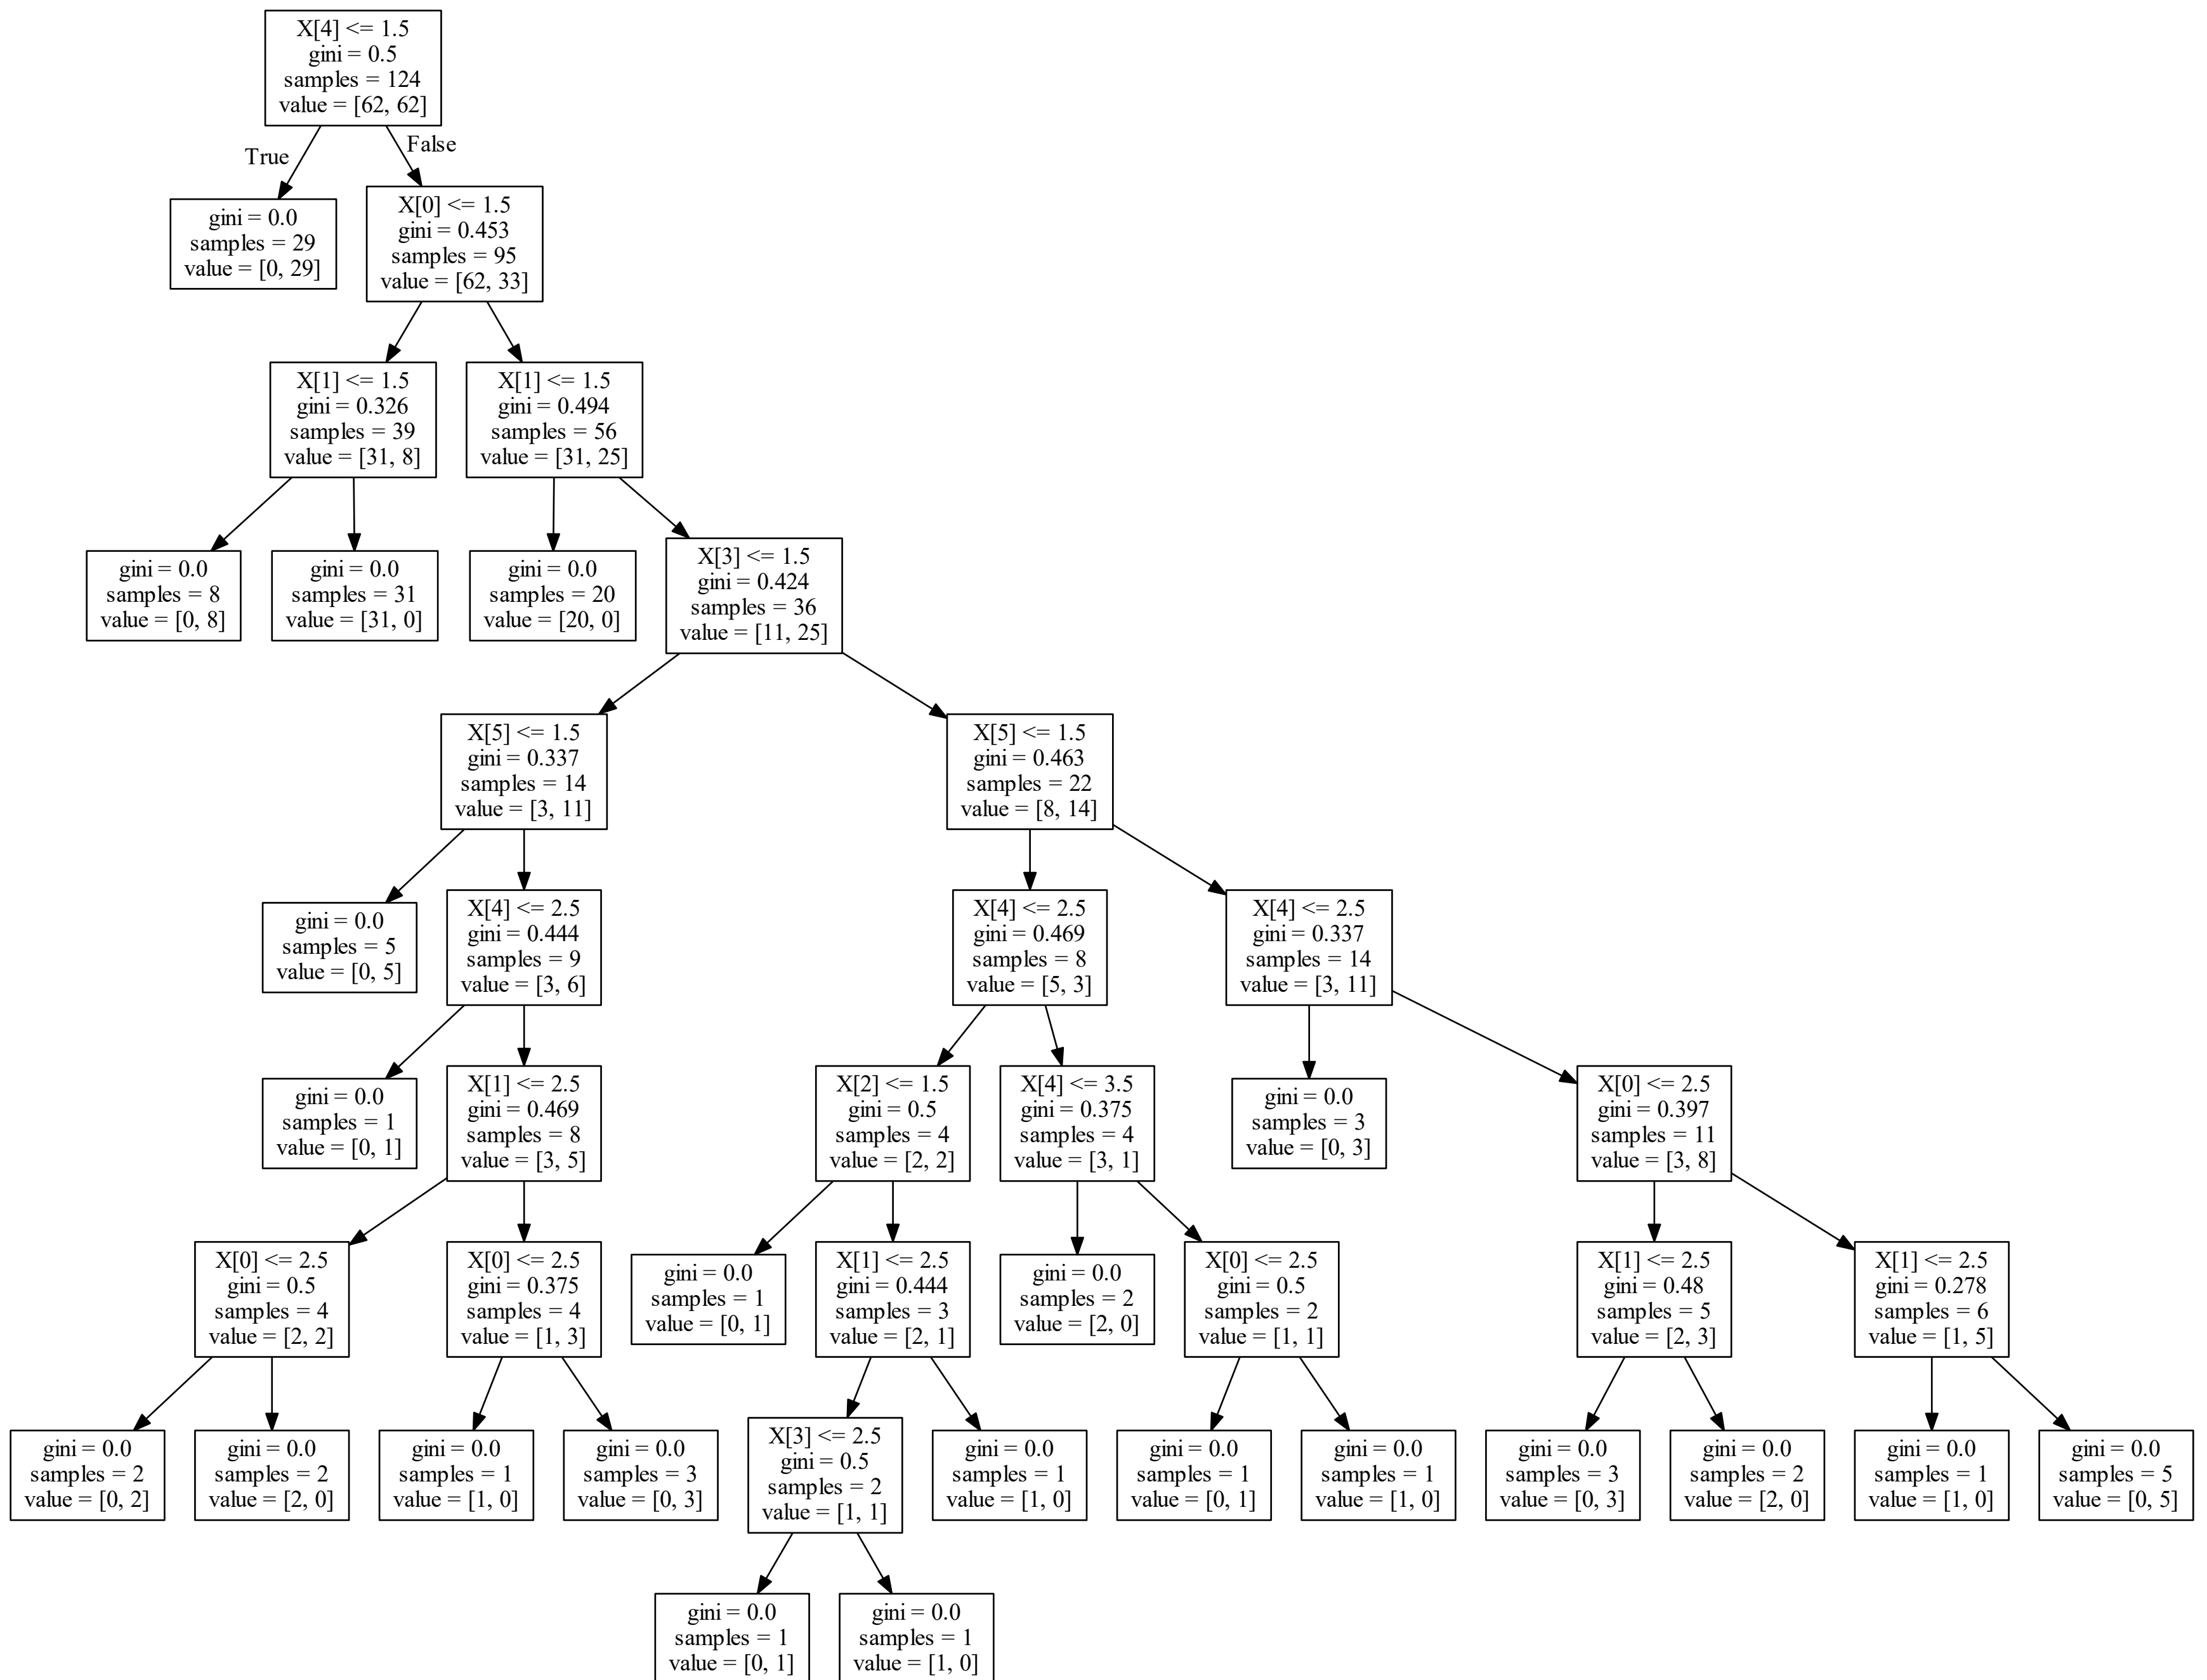 X[4] <= 1.5
gini = 0.5
samples = 124
value = [62, 62]
True
False
gini = 0.0
samples = 29
value = [0, 29]
X[0] <= 1.5
gini = 0.453
samples = 95
value = [62, 33]
X[1] <= 1.5
gini = 0.326
samples = 39
value = [31, 8]
X[1] <= 1.5
gini = 0.494
samples = 56
value = [31, 25]
gini = 0.0
samples = 8
value = [0, 8]
gini = 0.0
samples = 31
value = [31, 0]
gini = 0.0
samples = 20
value = [20, 0]
X[3] <= 1.5
gini = 0.424
samples = 36
value = [11, 25]
X[5] <= 1.5
gini = 0.337
samples = 14
value = [3, 11]
X[5] <= 1.5
gini = 0.463
samples = 22
value = [8, 14]
gini = 0.0
samples = 5
value = [0, 5]
X[4] <= 2.5
gini = 0.444
samples = 9
value = [3, 6]
X[4] <= 2.5
gini = 0.469
samples = 8
value = [5, 3]
X[4] <= 2.5
gini = 0.337
samples = 14
value = [3, 11]
gini = 0.0
samples = 1
value = [0, 1]
X[1] <= 2.5
gini = 0.469
samples = 8
value = [3, 5]
X[2] <= 1.5
gini = 0.5
samples = 4
value = [2, 2]
X[4] <= 3.5
gini = 0.375
samples = 4
value = [3, 1]
gini = 0.0
samples = 3
value = [0, 3]
X[0] <= 2.5
gini = 0.397
samples = 11
value = [3, 8]
X[0] <= 2.5
gini = 0.5
samples = 4
value = [2, 2]
X[0] <= 2.5
gini = 0.375
samples = 4
value = [1, 3]
gini = 0.0
samples = 1
value = [0, 1]
X[1] <= 2.5
gini = 0.444
samples = 3
value = [2, 1]
gini = 0.0
samples = 2
value = [2, 0]
X[0] <= 2.5
gini = 0.5
samples = 2
value = [1, 1]
X[1] <= 2.5
gini = 0.48
samples = 5
value = [2, 3]
X[1] <= 2.5
gini = 0.278
samples = 6
value = [1, 5]
gini = 0.0
samples = 2
value = [0, 2]
gini = 0.0
samples = 2
value = [2, 0]
gini = 0.0
samples = 1
value = [1, 0]
gini = 0.0
samples = 3
value = [0, 3]
X[3] <= 2.5
gini = 0.5
samples = 2
value = [1, 1]
gini = 0.0
samples = 1
value = [1, 0]
gini = 0.0
samples = 1
value = [0, 1]
gini = 0.0
samples = 1
value = [1, 0]
gini = 0.0
samples = 3
value = [0, 3]
gini = 0.0
samples = 2
value = [2, 0]
gini = 0.0
samples = 1
value = [1, 0]
gini = 0.0
samples = 5
value = [0, 5]
gini = 0.0
samples = 1
value = [0, 1]
gini = 0.0
samples = 1
value = [1, 0]